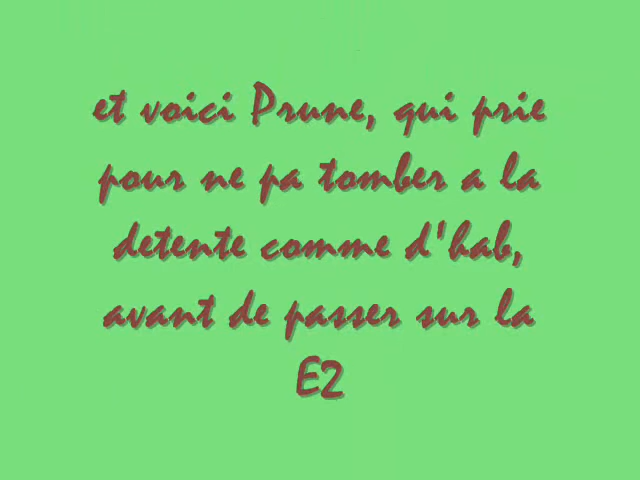 et voici Prune, qui prie
pour ne pa tomber a la
detente comme d'hab,
avant de passer sur la
E2